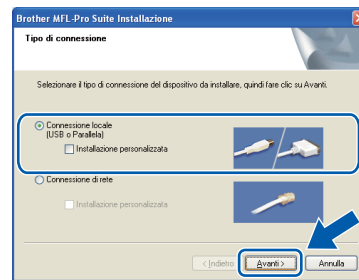 Brother MFL-Pro Suite Installazione
Tipo di connessione
Selezionare il tipo di connessione del dispositivo da installare, quindi fare clic su Avanti.
Connessione locale
(USB o Parallela)
Installazione personalizzata
Connessione di rete
Installazione personalizzata
< Indietro
Avanti >
Annulla